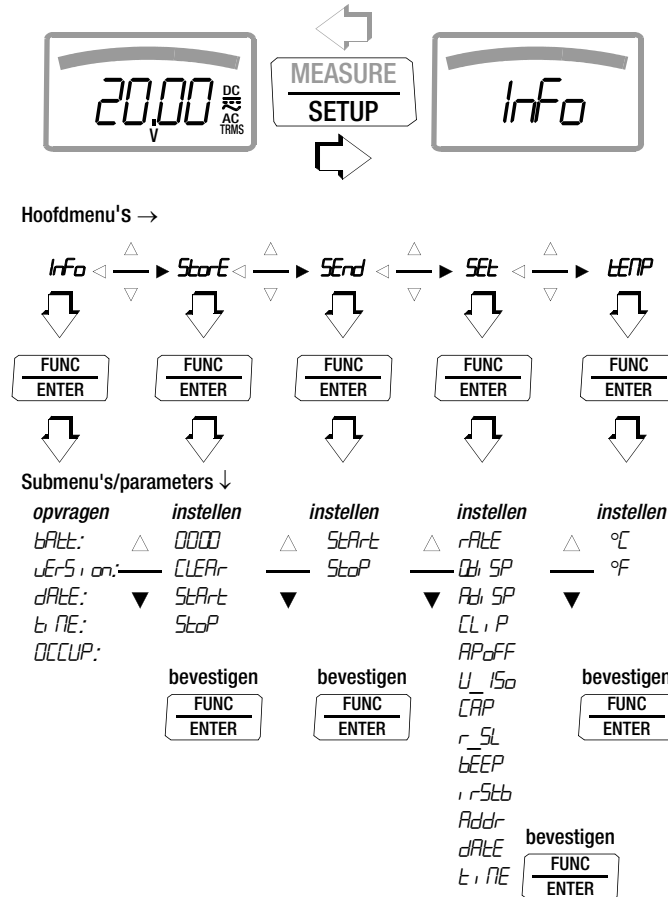 20.00 V DC AC TRMS
MEASURE
SETUP
InFo
Hoofdmenu's →
InFo StorE SEnd SEt tEMP
FUNC FUNC FUNC FUNC FUNC
ENTER ENTER ENTER ENTER ENTER
Submenu's/parameters ↓
opvragen instellen instellen instellen instellen
bAtt: 0000 StArt rAtE °C
vErSion: CLEAr StoP 0diSP °F
dAtE: StArt AdiSP
tiME: StoP CLiP
OCCUP: APoFF
bevestigen bevestigen U_ISo bevestigen
FUNC FUNC CAP FUNC
ENTER ENTER r_SL ENTER
bEEP
irStb
Addr
dAtE bevestigen
tiME FUNC
ENTER